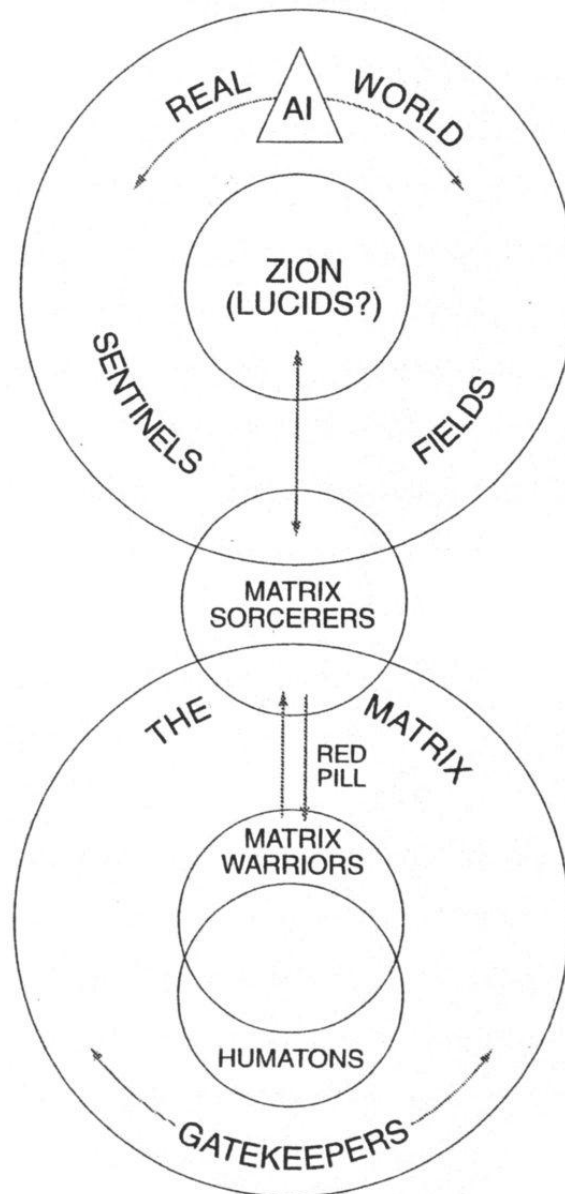 REAL WORLD
AI
ZION
(LUCIDS?)
SENTINELS
FIELDS
MATRIX
SORCERERS
THE MATRIX
RED
PILL
MATRIX
WARRIORS
HUMATONS
GATEKEEPERS